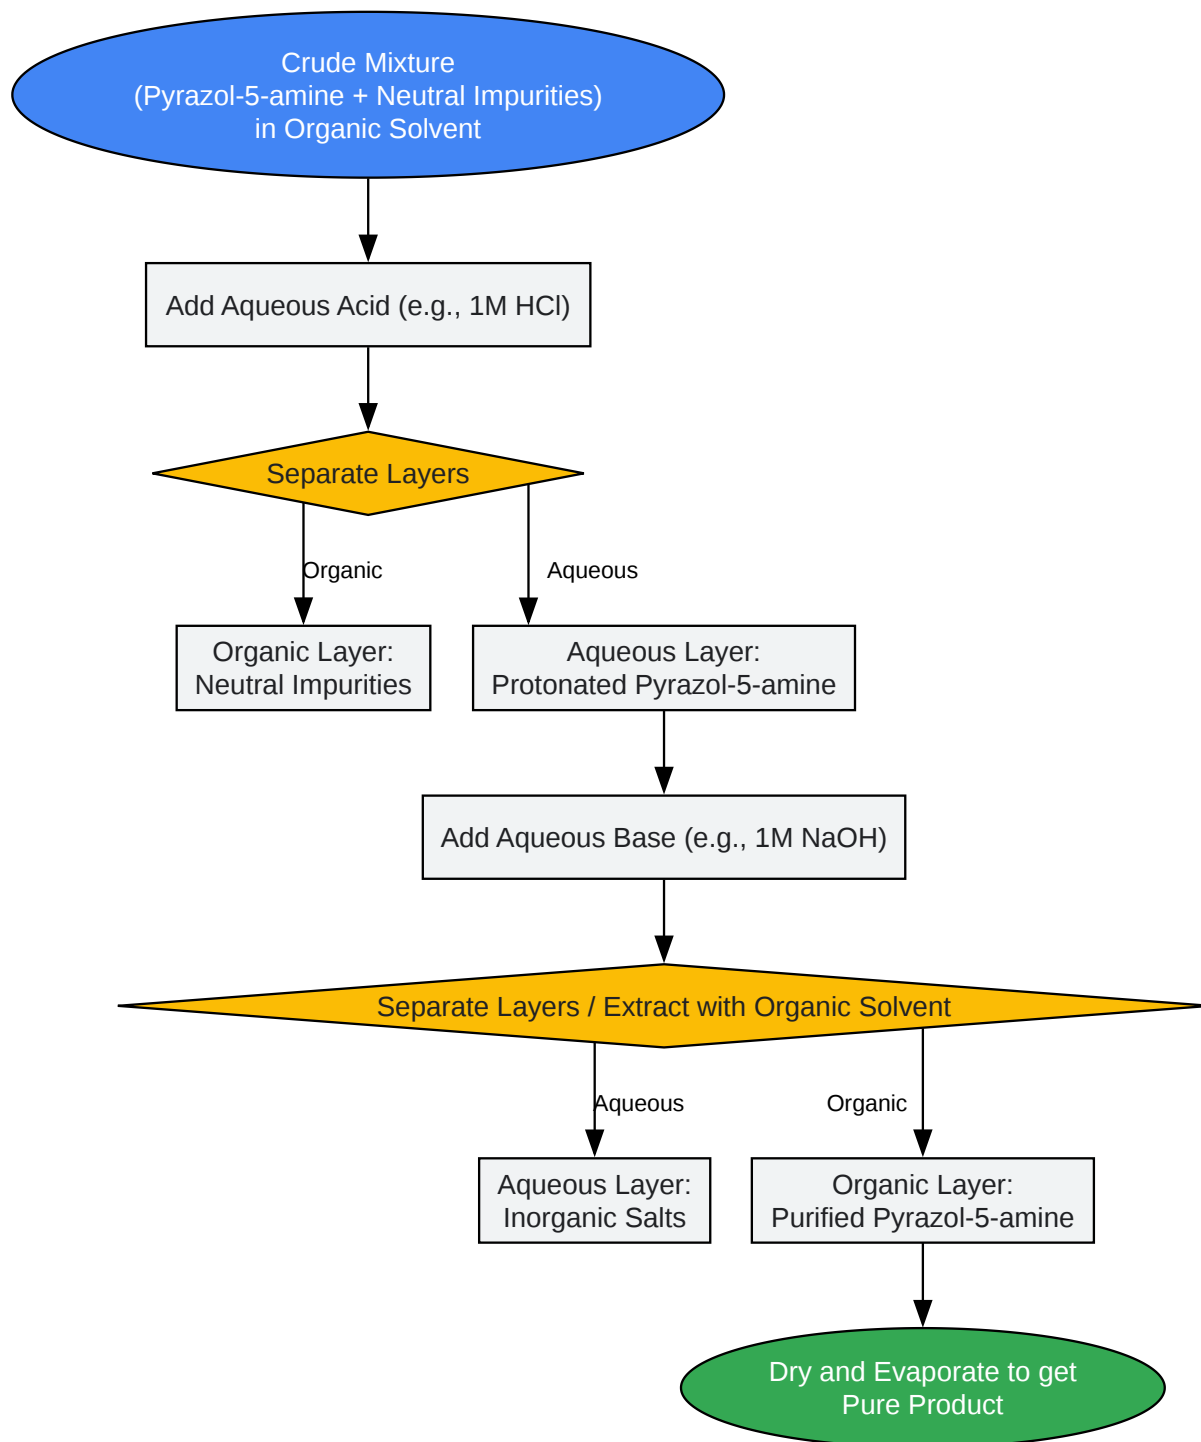 Crude Mixture
(Pyrazol-5-amine + Neutral Impurities)
in Organic Solvent
Add Aqueous Acid (e.g., 1M HCl)
Separate Layers
Organic
Aqueous
Organic Layer:
Neutral Impurities
Aqueous Layer:
Protonated Pyrazol-5-amine
Add Aqueous Base (e.g., 1M NaOH)
Separate Layers / Extract with Organic Solvent
Aqueous
Organic
Aqueous Layer:
Inorganic Salts
Organic Layer:
Purified Pyrazol-5-amine
Dry and Evaporate to get
Pure Product